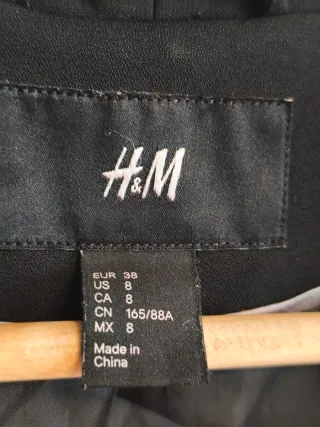 H&M
EUR 38
US 8
CA 8
CN 165/88A
MX 8
Made in
China